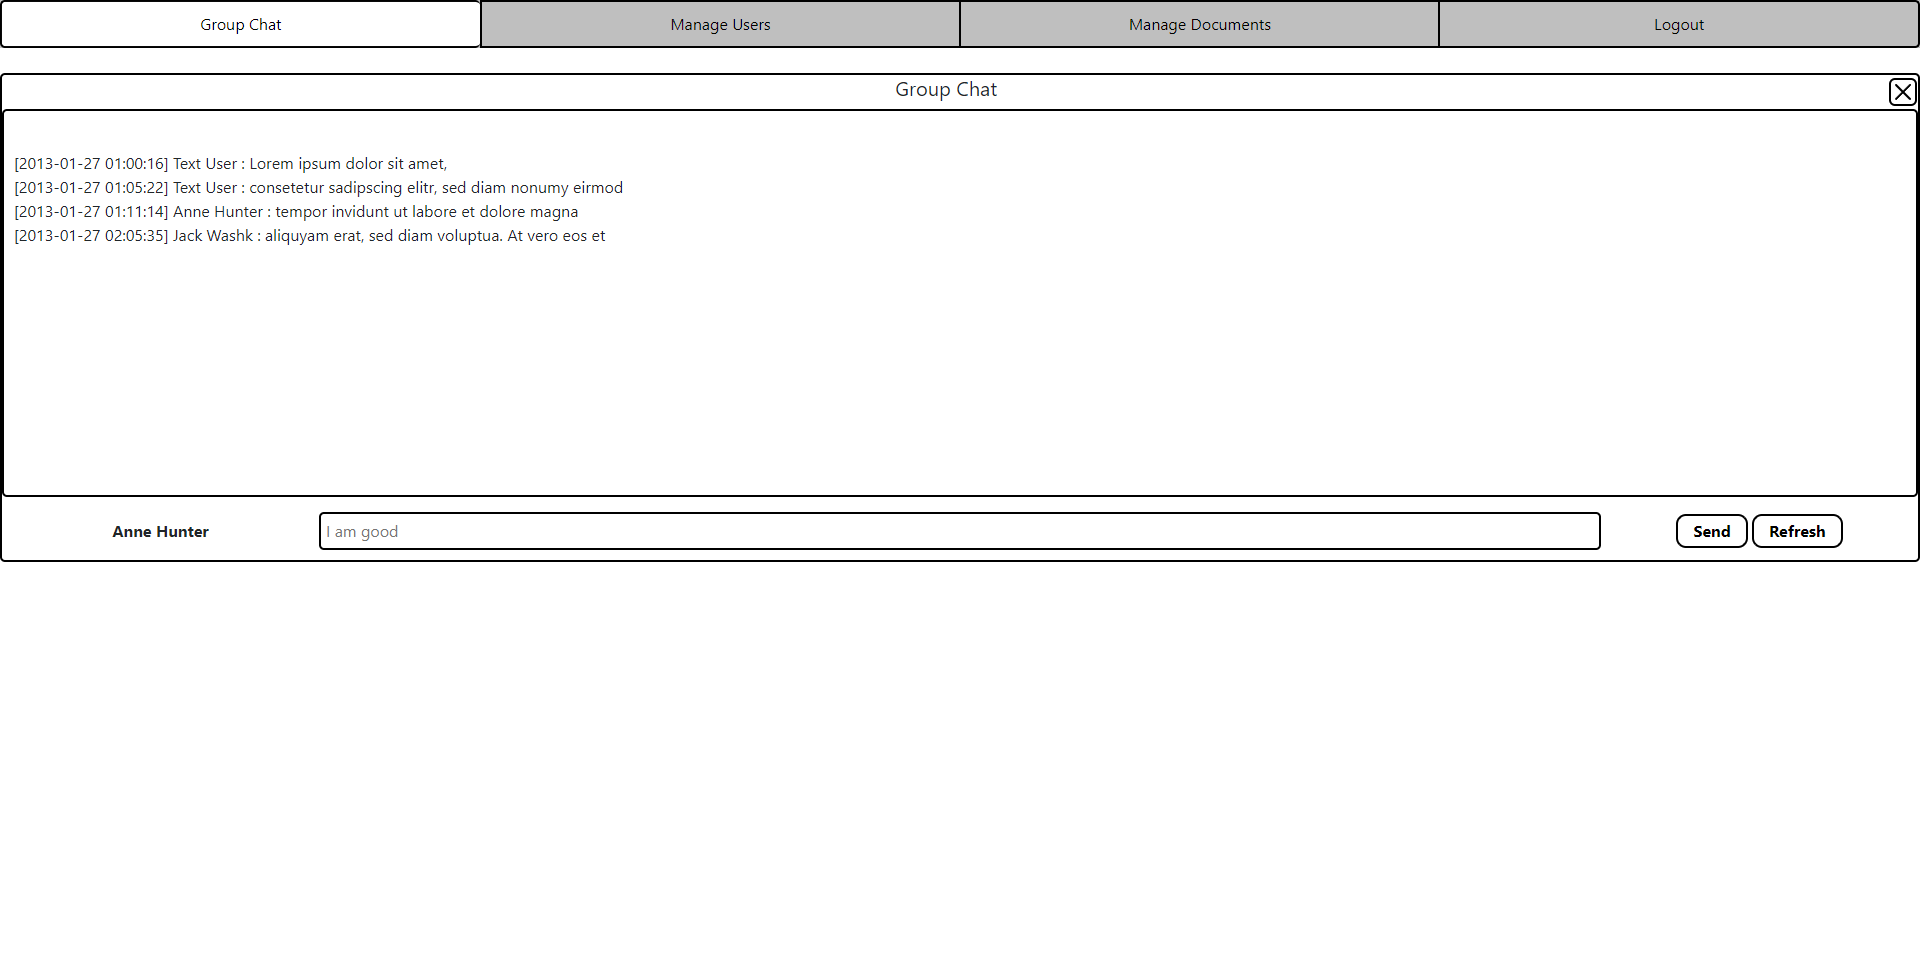 Group Chat Manage Users Manage Documents Logout
Group Chat
[2013-01-27 01:00:16] Text User : Lorem ipsum dolor sit amet,
[2013-01-27 01:05:22] Text User : consetetur sadipscing elitr, sed diam nonumy eirmod
[2013-01-27 01:11:14] Anne Hunter : tempor invidunt ut labore et dolore magna
[2013-01-27 02:05:35] Jack Washk : aliquyam erat, sed diam voluptua. At vero eos et
Anne Hunter I am good Send Refresh